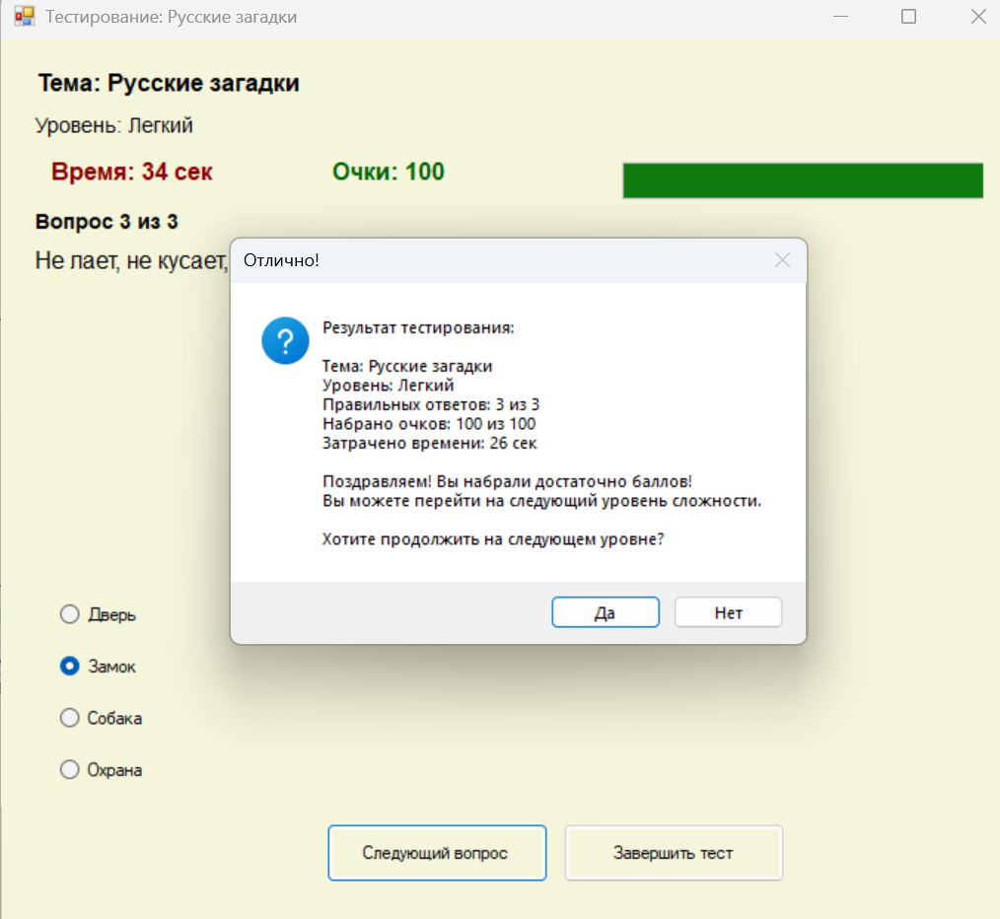 Тестирование: Русские загадки
Тема: Русские загадки
Уровень: Легкий
Время: 34 сек
Очки: 100
Вопрос 3 из 3
Не лает, не кусает,
Отлично!
?
Результат тестирования:
Тема: Русские загадки
Уровень: Легкий
Правильных ответов: 3 из 3
Набрано очков: 100 из 100
Затрачено времени: 26 сек
Поздравляем! Вы набрали достаточно баллов!
Вы можете перейти на следующий уровень сложности.
Хотите продолжить на следующем уровне?
Да
Нет
Дверь
Замок
Собака
Охрана
Следующий вопрос
Завершить тест